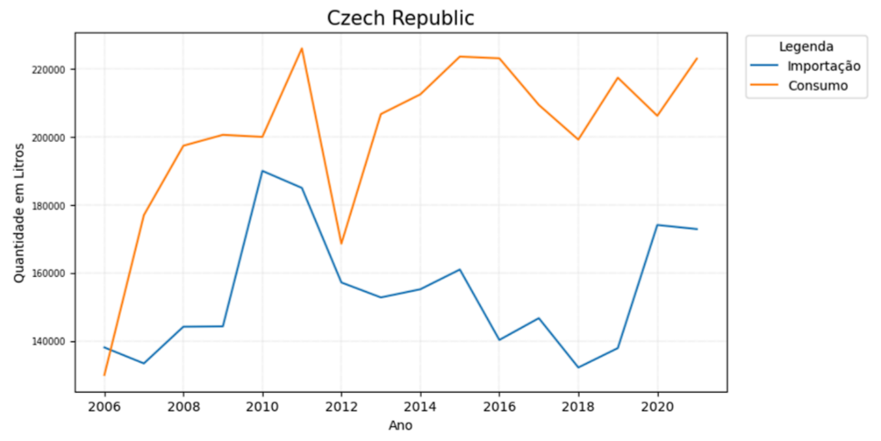 Czech Republic
Legenda
Importação
Consumo
220000
200000
180000
160000
140000
Quantidade em Litros
2006 2008 2010 2012 2014 2016 2018 2020
Ano